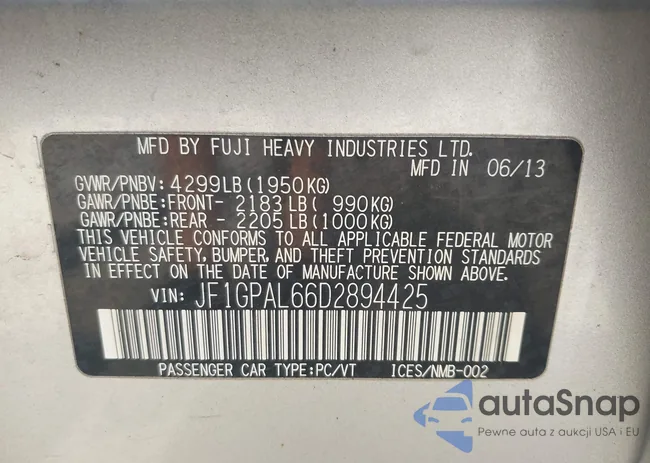 MFD BY FUJI HEAVY INDUSTRIES LTD.
MFD IN 06/13
GVWR/PNBV: 4299LB(1950KG)
GAWR/PNBE:FRONT- 2183LB( 990KG)
GAWR/PNBE:REAR - 2205LB(1000KG)
THIS VEHICLE CONFORMS TO ALL APPLICABLE FEDERAL MOTOR
VEHICLE SAFETY, BUMPER, AND THEFT PREVENTION STANDARDS
IN EFFECT ON THE DATE OF MANUFACTURE SHOWN ABOVE.
VIN: JF1GPAL66D2894425
PASSENGER CAR TYPE:PC/VT ICES/NMB-002
autaSnap
Pewne auta z aukcji USA i EU